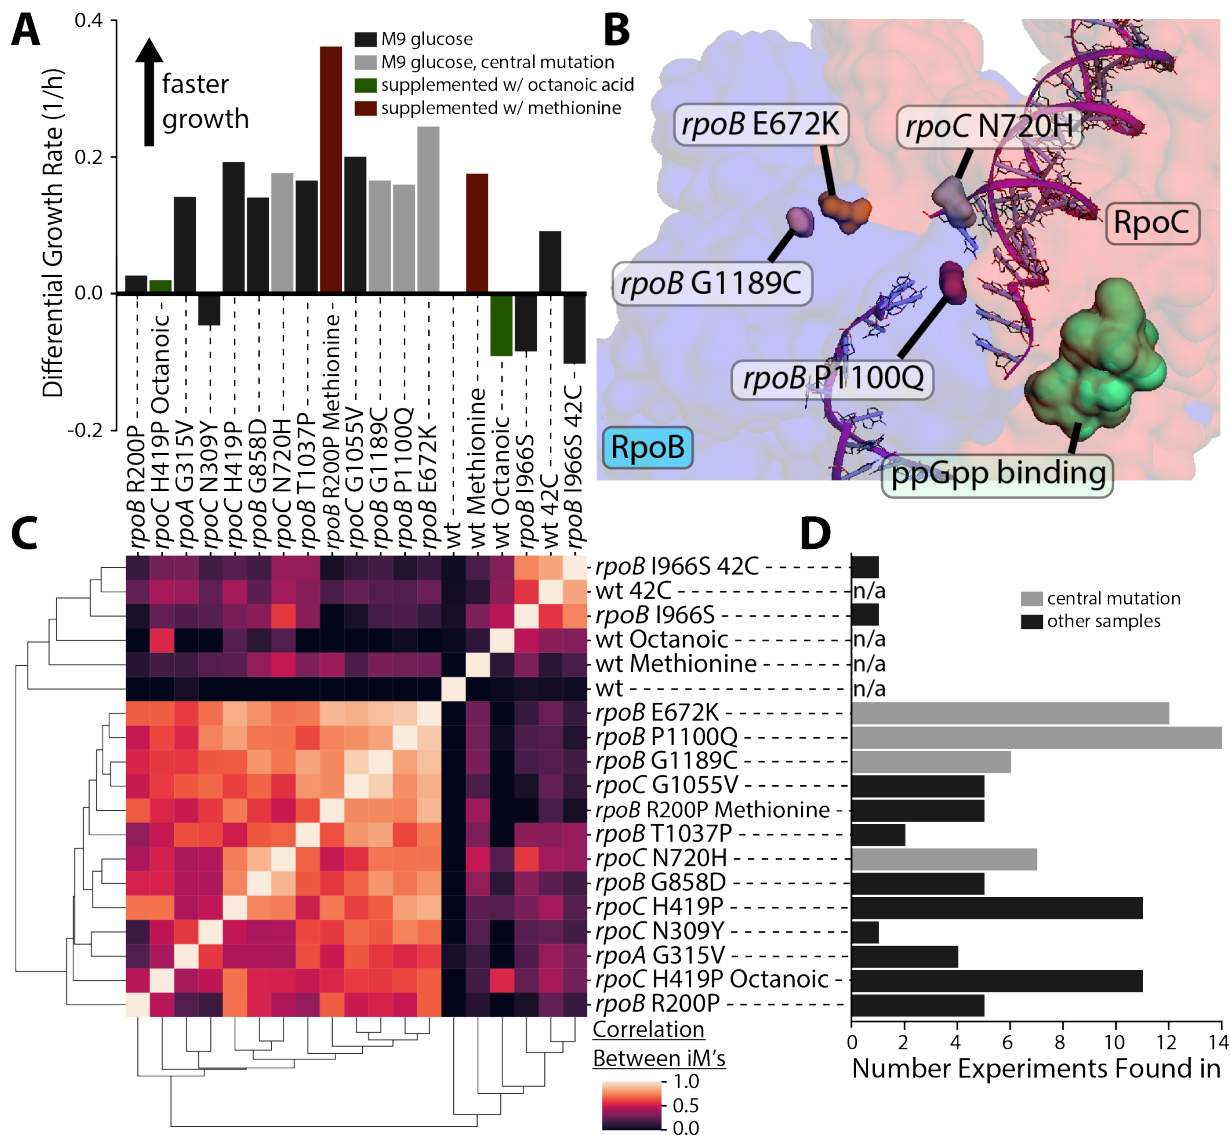 A
0.4
0.2
0.0
-0.2
Differential Growth Rate (1/h)
faster
growth
M9 glucose
M9 glucose, central mutation
supplemented w/ octanoic acid
supplemented w/ methionine
rpoB R200P
rpoC H419P Octanoic
rpoA G315V
rpoC N309Y
rpoC H419P
rpoB G858D
rpoC N720H
rpoB T1037P
rpoB R200P Methionine
rpoC G1055V
rpoB G1189C
rpoB P1100Q
rpoB E672K
wt
wt Methionine
wt Octanoic
rpoB I966S
wt 42C
rpoB I966S 42C
B
rpoB E672K
rpoC N720H
RpoC
rpoB G1189C
rpoB P1100Q
RpoB
ppGpp binding
C
rpoB I966S 42C
wt 42C
rpoB I966S
wt Octanoic
wt Methionine
wt
rpoB E672K
rpoB P1100Q
rpoB G1189C
rpoC G1055V
rpoB R200P Methionine
rpoB T1037P
rpoC N720H
rpoB G858D
rpoC H419P
rpoC N309Y
rpoA G315V
rpoC H419P Octanoic
rpoB R200P
Correlation
Between iM's
1.0
0.5
0.0
D
n/a
n/a
n/a
n/a
central mutation
other samples
0 2 4 6 8 10 12 14
Number Experiments Found in